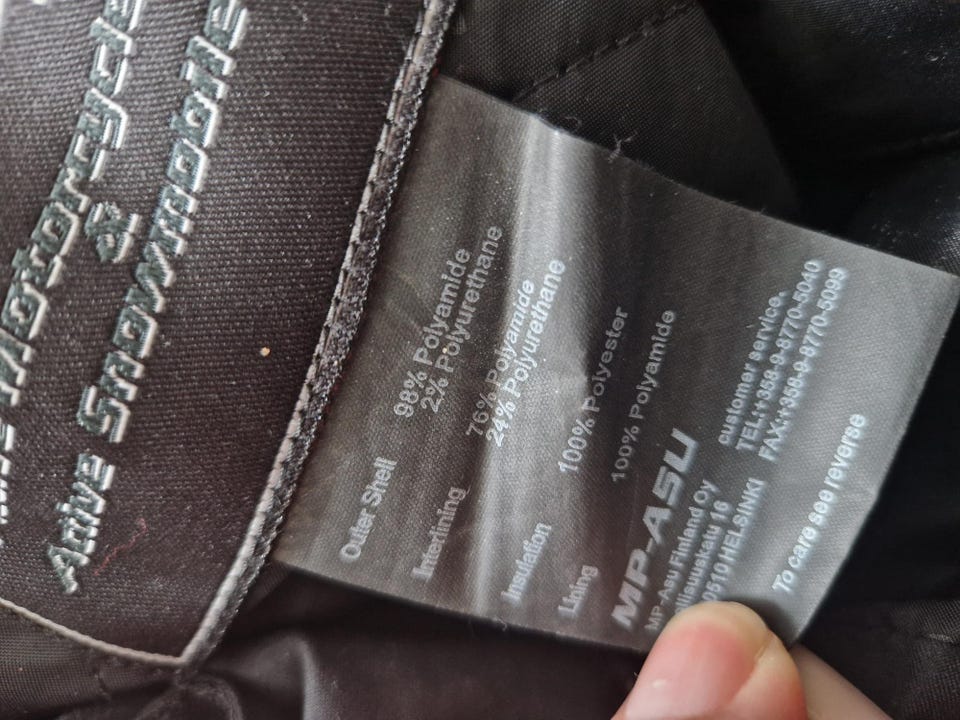 Motorcycle
&
Active Snowmobile
Outer Shell 98% Polyamide
2% Polyurethane
Interlining 76% Polyamide
24% Polyurethane
Insulation 100% Polyester
Lining 100% Polyamide
MP-ASU
MP-Asu Finland Oy customer service.
16 TEL:+358-9-8770-5040
HELSINKI FAX:+358-9-8770-5099
To care see reverse